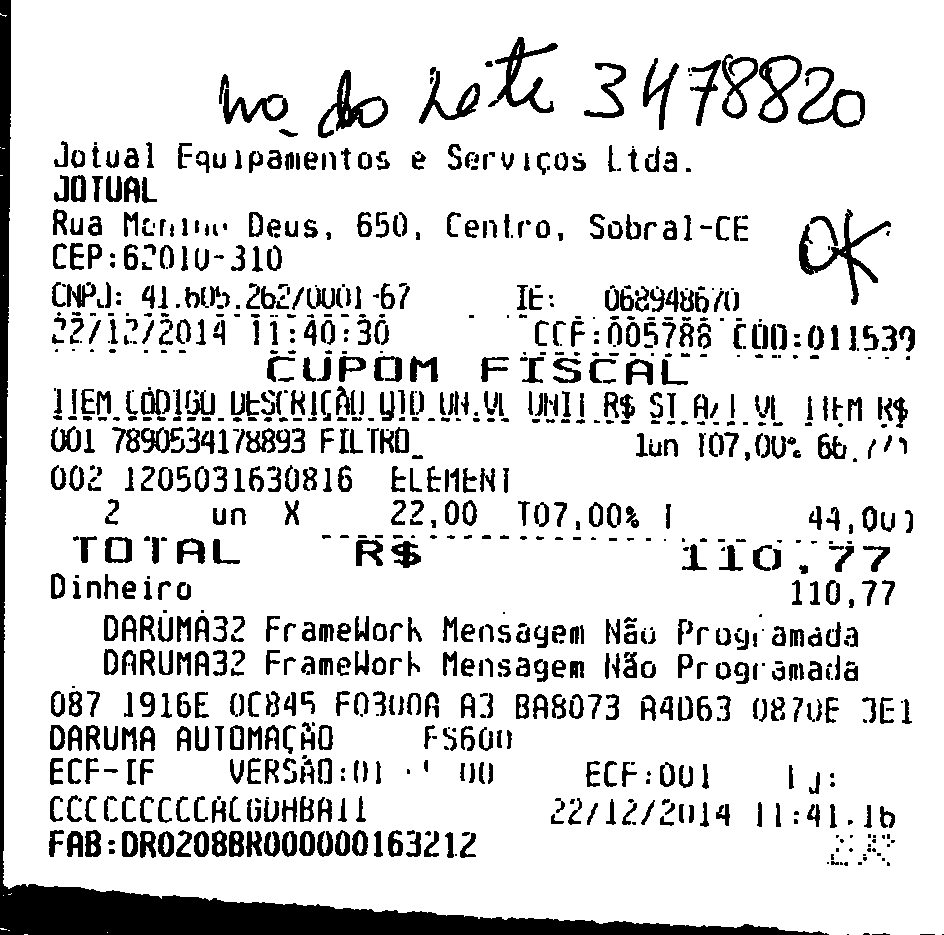 no. do Lote 3478820
Jotual Equipamentos e Serviços Ltda.
JOTUAL
Rua Menino Deus, 650, Centro, Sobral-CE
OK
CEP:62010-310
CNPJ: 41.605.262/0001-67 IE: 068948670
22/12/2014 11:40:30 CCF:005788 COO:011539
CUPOM FISCAL
ITEM CÓDIGO DESCRIÇÃO QTD UN.VL UNIT R$ ST A/T VL ITEM R$
001 7890534178893 FILTRO 1un T07,00% 66,77
002 1205031630816 ELEMENT
2 un X 22,00 T07,00% 44,00
TOTAL R$ 110,77
Dinheiro 110,77
DARUMA32 FrameWork Mensagem Não Programada
DARUMA32 FrameWork Mensagem Não Programada
087 1916E 0C845 F0300A A3 BA8073 A4D63 0870E 3E1
DARUMA AUTOMAÇÃO FS600
ECF-IF VERSÃO:01 00 ECF:001 Lj:
CCCCCCCCCACGDHBA11 22/12/2014 11:41:16
FAB:DR0208BR000000163212